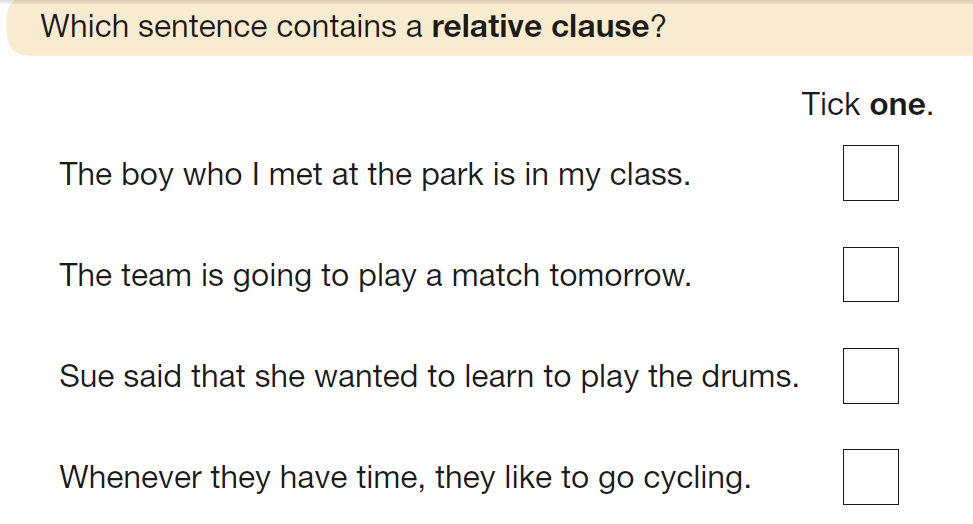 Which sentence contains a relative clause?
Tick one.
The boy who I met at the park is in my class.
The team is going to play a match tomorrow.
Sue said that she wanted to learn to play the drums.
Whenever they have time, they like to go cycling.